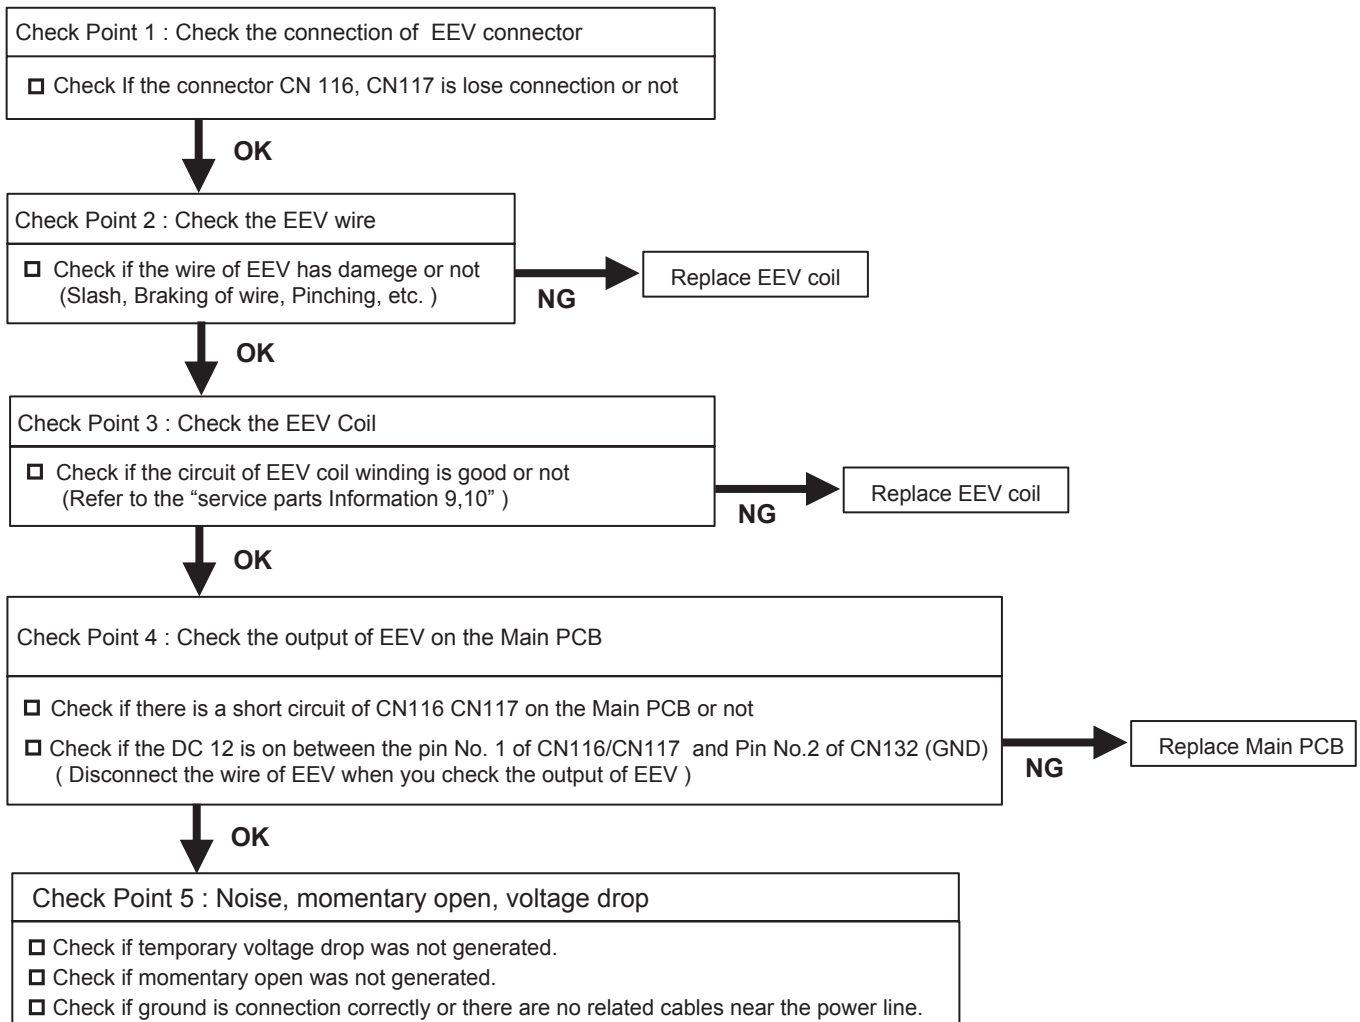 Check Point 1 : Check the connection of EEV connector
Check If the connector CN 116, CN117 is lose connection or not
OK
Check Point 2 : Check the EEV wire
Check if the wire of EEV has damege or not
(Slash, Braking of wire, Pinching, etc. )
NG
Replace EEV coil
OK
Check Point 3 : Check the EEV Coil
Check if the circuit of EEV coil winding is good or not
(Refer to the “service parts Information 9,10” )
NG
Replace EEV coil
OK
Check Point 4 : Check the output of EEV on the Main PCB
Check if there is a short circuit of CN116 CN117 on the Main PCB or not
Check if the DC 12 is on between the pin No. 1 of CN116/CN117 and Pin No.2 of CN132 (GND)
( Disconnect the wire of EEV when you check the output of EEV )
NG
Replace Main PCB
OK
Check Point 5 : Noise, momentary open, voltage drop
Check if temporary voltage drop was not generated.
Check if momentary open was not generated.
Check if ground is connection correctly or there are no related cables near the power line.